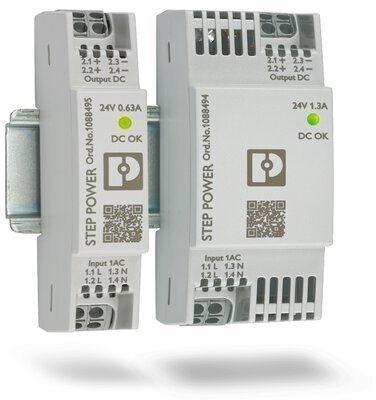 2.1 + 2.3 –
2.2 + 2.4 –
Output DC
24V 0.63A
DC OK
STEP POWER
Ord.No.1088495
P
Input 1AC
1.1 L 1.3 N
1.2 L 1.4 N
2.1 + 2.3 –
2.2 + 2.4 –
Output DC
24V 1.3A
DC OK
STEP POWER
Ord.No.1088494
P
Input 1AC
1.1 L 1.3 N
1.2 L 1.4 N